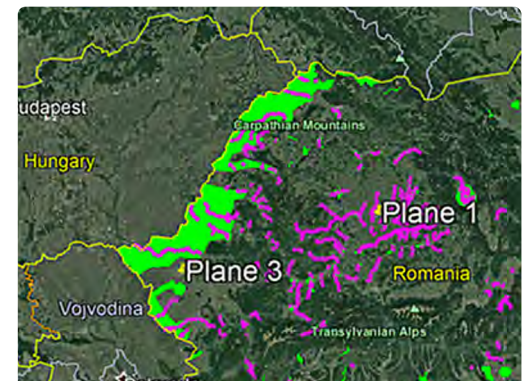 udapest
Carpathian Mountains
Hungary
Plane 1
Plane 3
Romania
Vojvodina
Transylvanian Alps